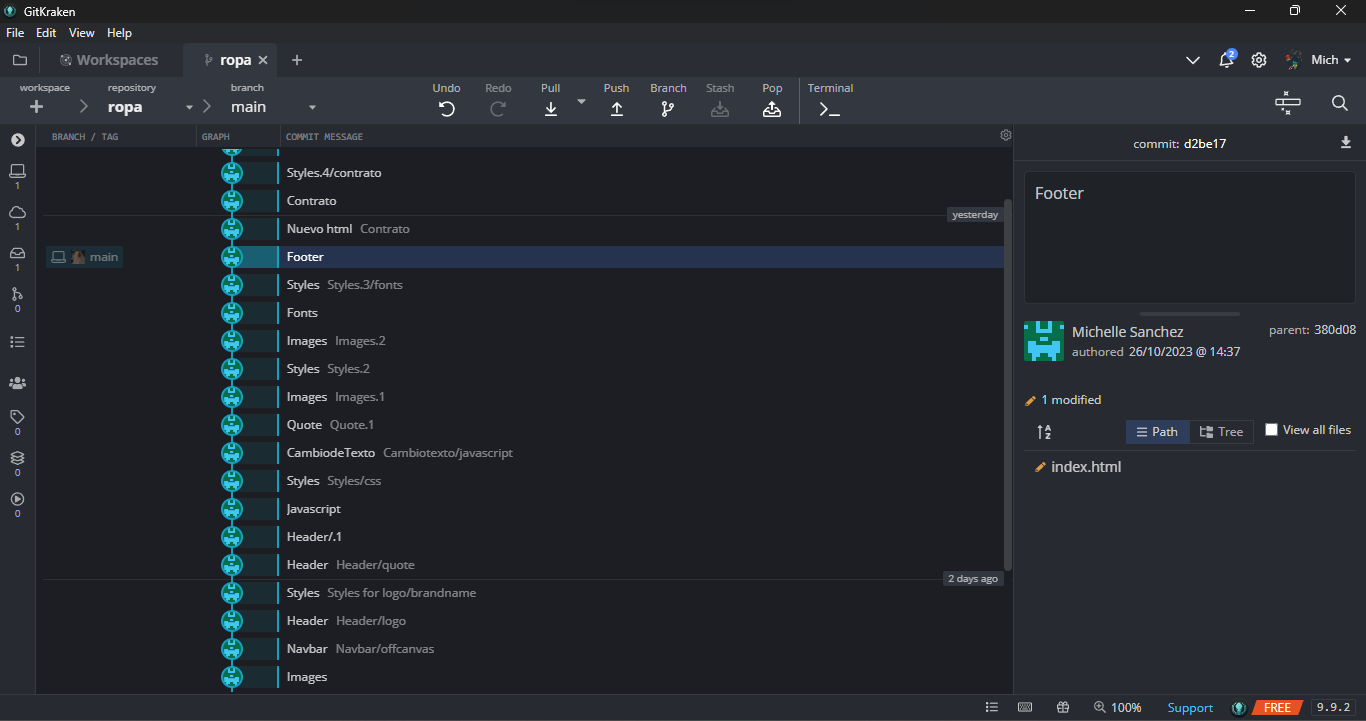 GitKraken
File Edit View Help
Workspaces ropa
2 Mich
workspace repository branch
ropa main
Undo Redo Pull Push Branch Stash Pop Terminal
BRANCH / TAG GRAPH COMMIT MESSAGE
Styles.4/contrato
Contrato
yesterday
Nuevo html Contrato
main Footer
Styles Styles.3/fonts
Fonts
Images Images.2
Styles Styles.2
Images Images.1
Quote Quote.1
CambiodeTexto Cambiotexto/javascript
Styles Styles/css
Javascript
Header/.1
Header Header/quote
2 days ago
Styles Styles for logo/brandname
Header Header/logo
Navbar Navbar/offcanvas
Images
1
1
1
0
0
0
0
commit: d2be17
Footer
Michelle Sanchez parent: 380d08
authored 26/10/2023 @ 14:37
1 modified
Path Tree View all files
index.html
100% Support FREE 9.9.2